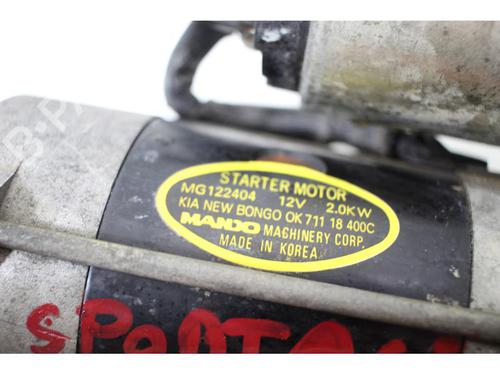 STARTER MOTOR
MG122404 12V 2.0KW
KIA NEW BONGO OK 711 18 400C
MANDO MACHINERY CORP.
MADE IN KOREA